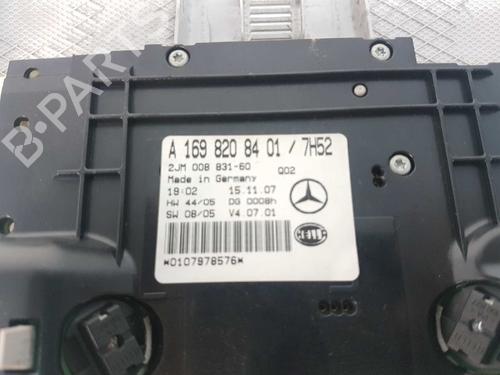 B-PARTS
A 169 820 84 01 / 7H52
2JM 008 831-60 Q02
Made in Germany
19:02 15.11.07
HW 44/05 DG 0008h
SW 08/05 V4.07.01
HELLA
*0107978576*